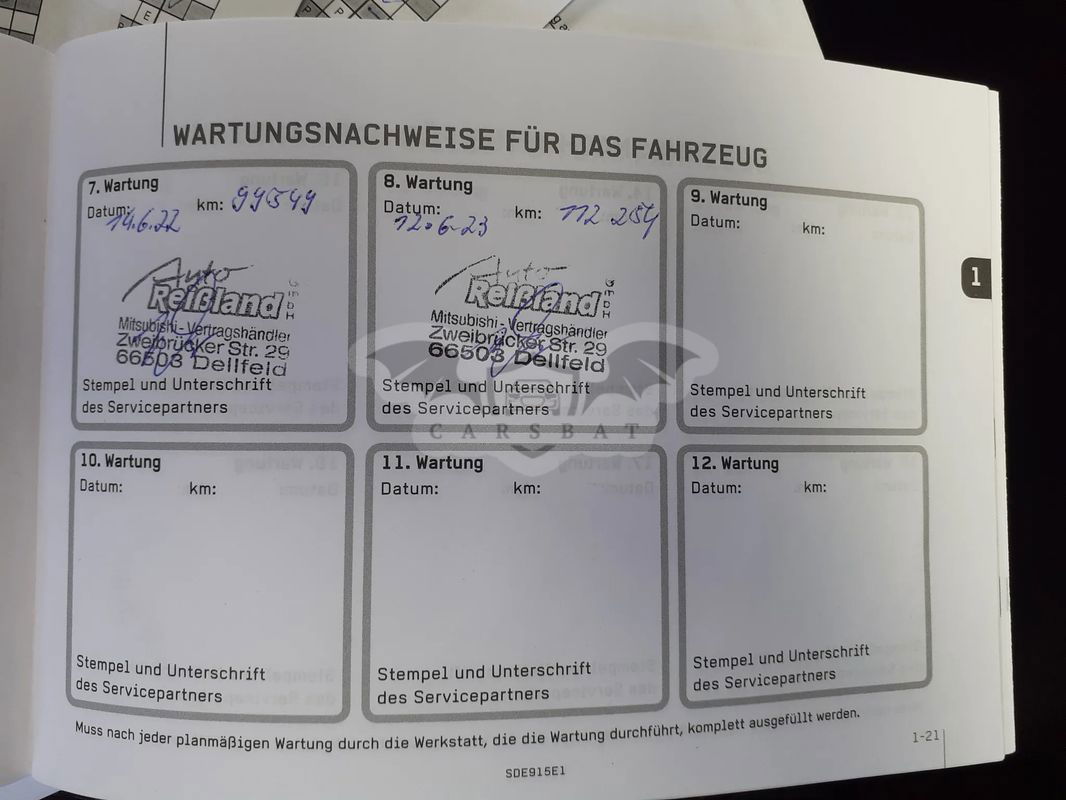 WARTUNGSNACHWEISE FÜR DAS FAHRZEUG
7. Wartung
Datum: 14.6.22 km: 99549
Auto
Reißland GmbH
Mitsubishi-Vertragshändler
Zweibrücker Str. 29
66503 Dellfeld
Stempel und Unterschrift
des Servicepartners
8. Wartung
Datum: 12.6.23 km: 112 254
Auto
Reißland GmbH
Mitsubishi-Vertragshändler
Zweibrücker Str. 29
66503 Dellfeld
Stempel und Unterschrift
des Servicepartners
9. Wartung
Datum: km:
Stempel und Unterschrift
des Servicepartners
1
CARSBAT
10. Wartung
Datum: km:
Stempel und Unterschrift
des Servicepartners
11. Wartung
Datum: km:
Stempel und Unterschrift
des Servicepartners
12. Wartung
Datum: km:
Stempel und Unterschrift
des Servicepartners
Muss nach jeder planmäßigen Wartung durch die Werkstatt, die die Wartung durchführt, komplett ausgefüllt werden.
1-21
SDE915E1